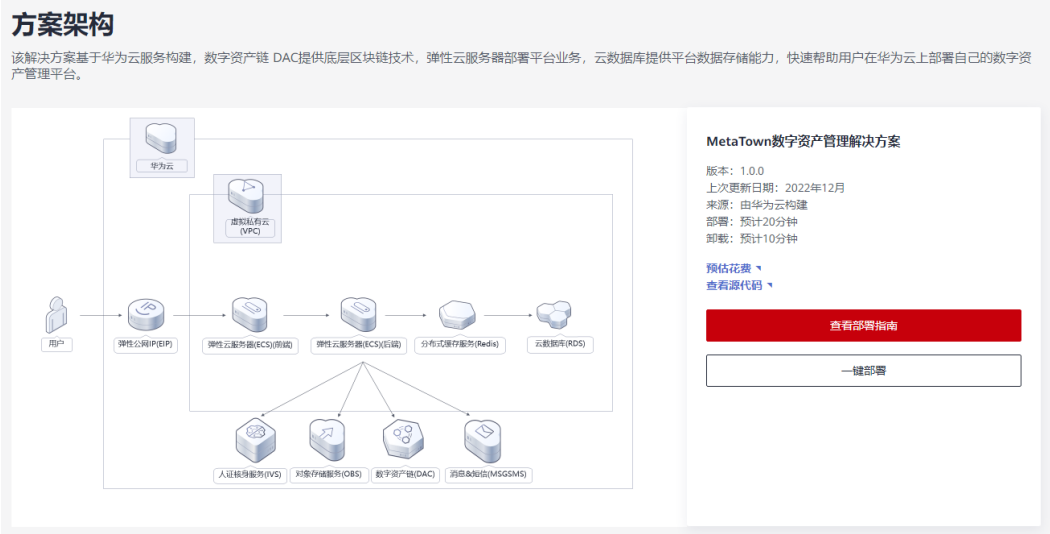 方案架构
该解决方案基于华为云服务构建，数字资产链 DAC提供底层区块链技术，弹性云服务器部署平台业务，云数据库提供平台数据存储能力，快速帮助用户在华为云上部署自己的数字资
产管理平台。
华为云
虚拟私有云
(VPC)
IP
用户
弹性公网IP(EIP)
弹性云服务器(ECS)(前端)
弹性云服务器(ECS)(后端)
分布式缓存服务(Redis)
云数据库(RDS)
人证核身服务(IVS)
对象存储服务(OBS)
数字资产链(DAC)
消息&短信(MSGSMS)
MetaTown数字资产管理解决方案
版本：1.0.0
上次更新日期：2022年12月
来源：由华为云构建
部署：预计20分钟
卸载：预计10分钟
预估花费
查看源代码
查看部署指南
一键部署